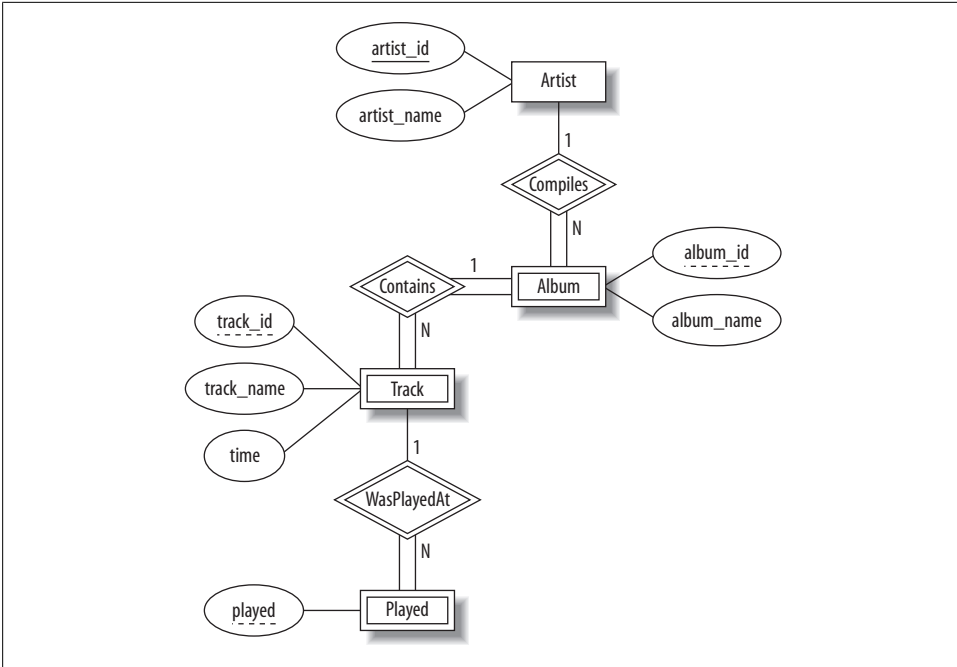 artist_id
Artist
artist_name
1
Compiles
N
album_id
1
Contains
Album
album_name
track_id
N
track_name
Track
time
1
WasPlayedAt
N
played
Played